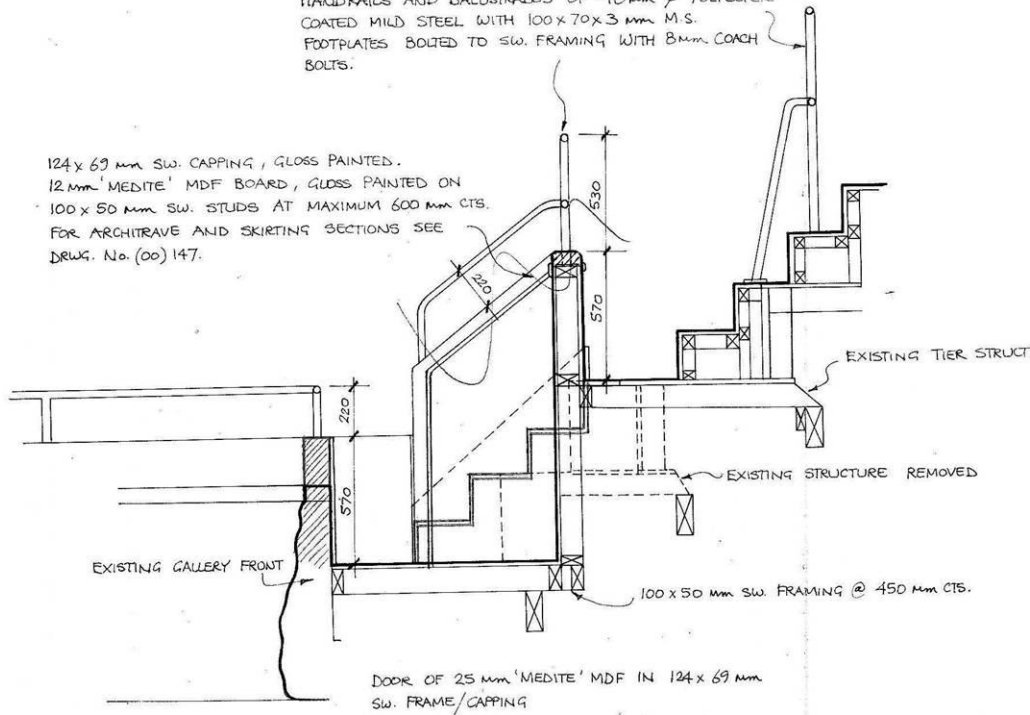 HANDRAILS AND BALUSTRADES OF
COATED MILD STEEL WITH 100 x 70 x 3 mm M.S.
FOOTPLATES BOLTED TO SW. FRAMING WITH 8mm COACH
BOLTS.
124 x 69 mm SW. CAPPING, GLOSS PAINTED.
12 mm 'MEDITE' MDF BOARD, GLOSS PAINTED ON
100 x 50 mm SW. STUDS AT MAXIMUM 600 mm CTS.
FOR ARCHITRAVE AND SKIRTING SECTIONS SEE
DRWG. No. (00) 147.
530
220
570
EXISTING TIER STRUCT
220
EXISTING STRUCTURE REMOVED
570
EXISTING GALLERY FRONT
100 x 50 mm SW. FRAMING @ 450 mm CTS.
DOOR OF 25 mm 'MEDITE' MDF IN 124 x 69 mm
SW. FRAME/CAPPING